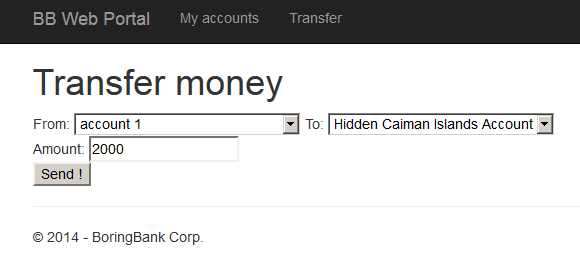 BB Web Portal My accounts Transfer
Transfer money
From: account 1 To: Hidden Caiman Islands Account
Amount: 2000
Send !
© 2014 - BoringBank Corp.